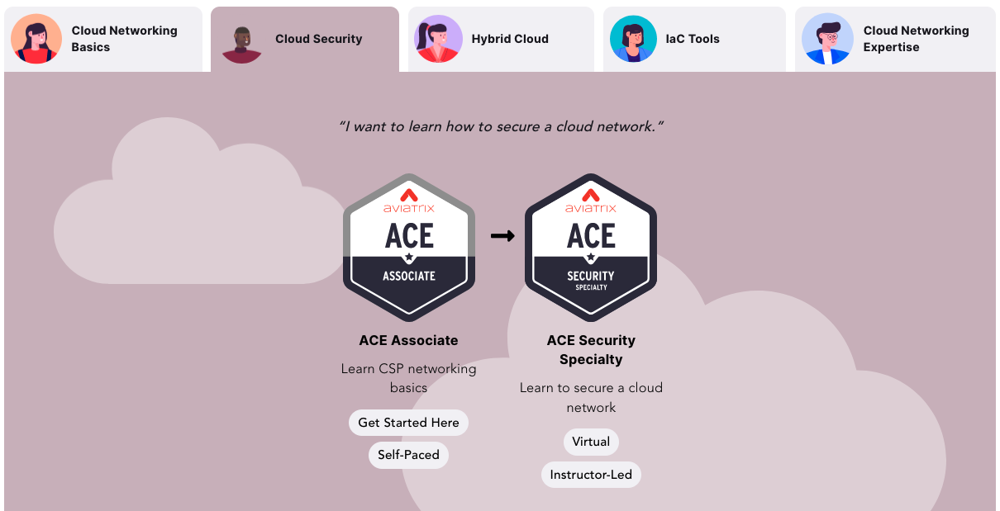 Cloud Networking
Basics
Cloud Security
Hybrid Cloud
IaC Tools
Cloud Networking
Expertise
“I want to learn how to secure a cloud network.”
aviatrix
ACE
ASSOCIATE
aviatrix
ACE
SECURITY
SPECIALTY
ACE Associate
Learn CSP networking
basics
Get Started Here
Self-Paced
ACE Security
Specialty
Learn to secure a cloud
network
Virtual
Instructor-Led